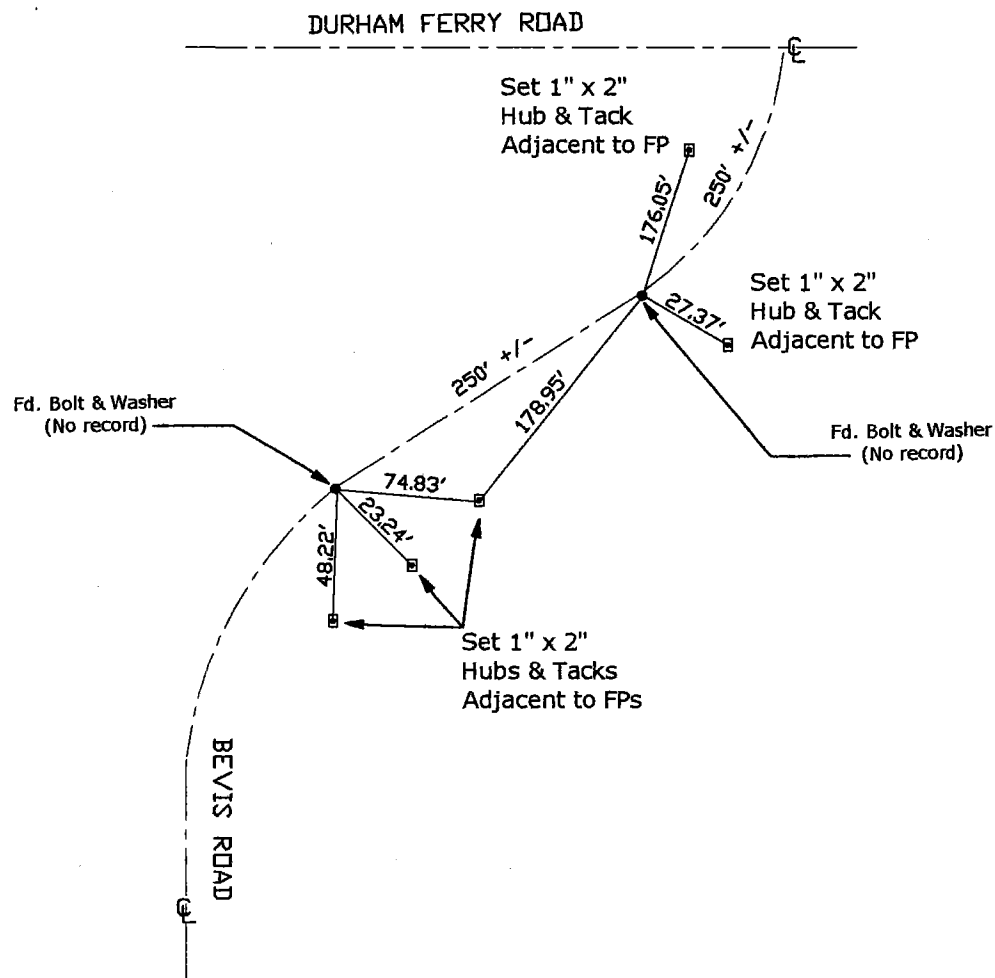 DURHAM FERRY ROAD
℄
Set 1" x 2"
Hub & Tack
Adjacent to FP
250' +/-
176.05'
Set 1" x 2"
Hub & Tack
Adjacent to FP
27.37'
250' +/-
178.95'
Fd. Bolt & Washer
(No record)
Fd. Bolt & Washer
(No record)
74.83'
23.24'
48.22'
Set 1" x 2"
Hubs & Tacks
Adjacent to FPs
BEVIS ROAD
℄